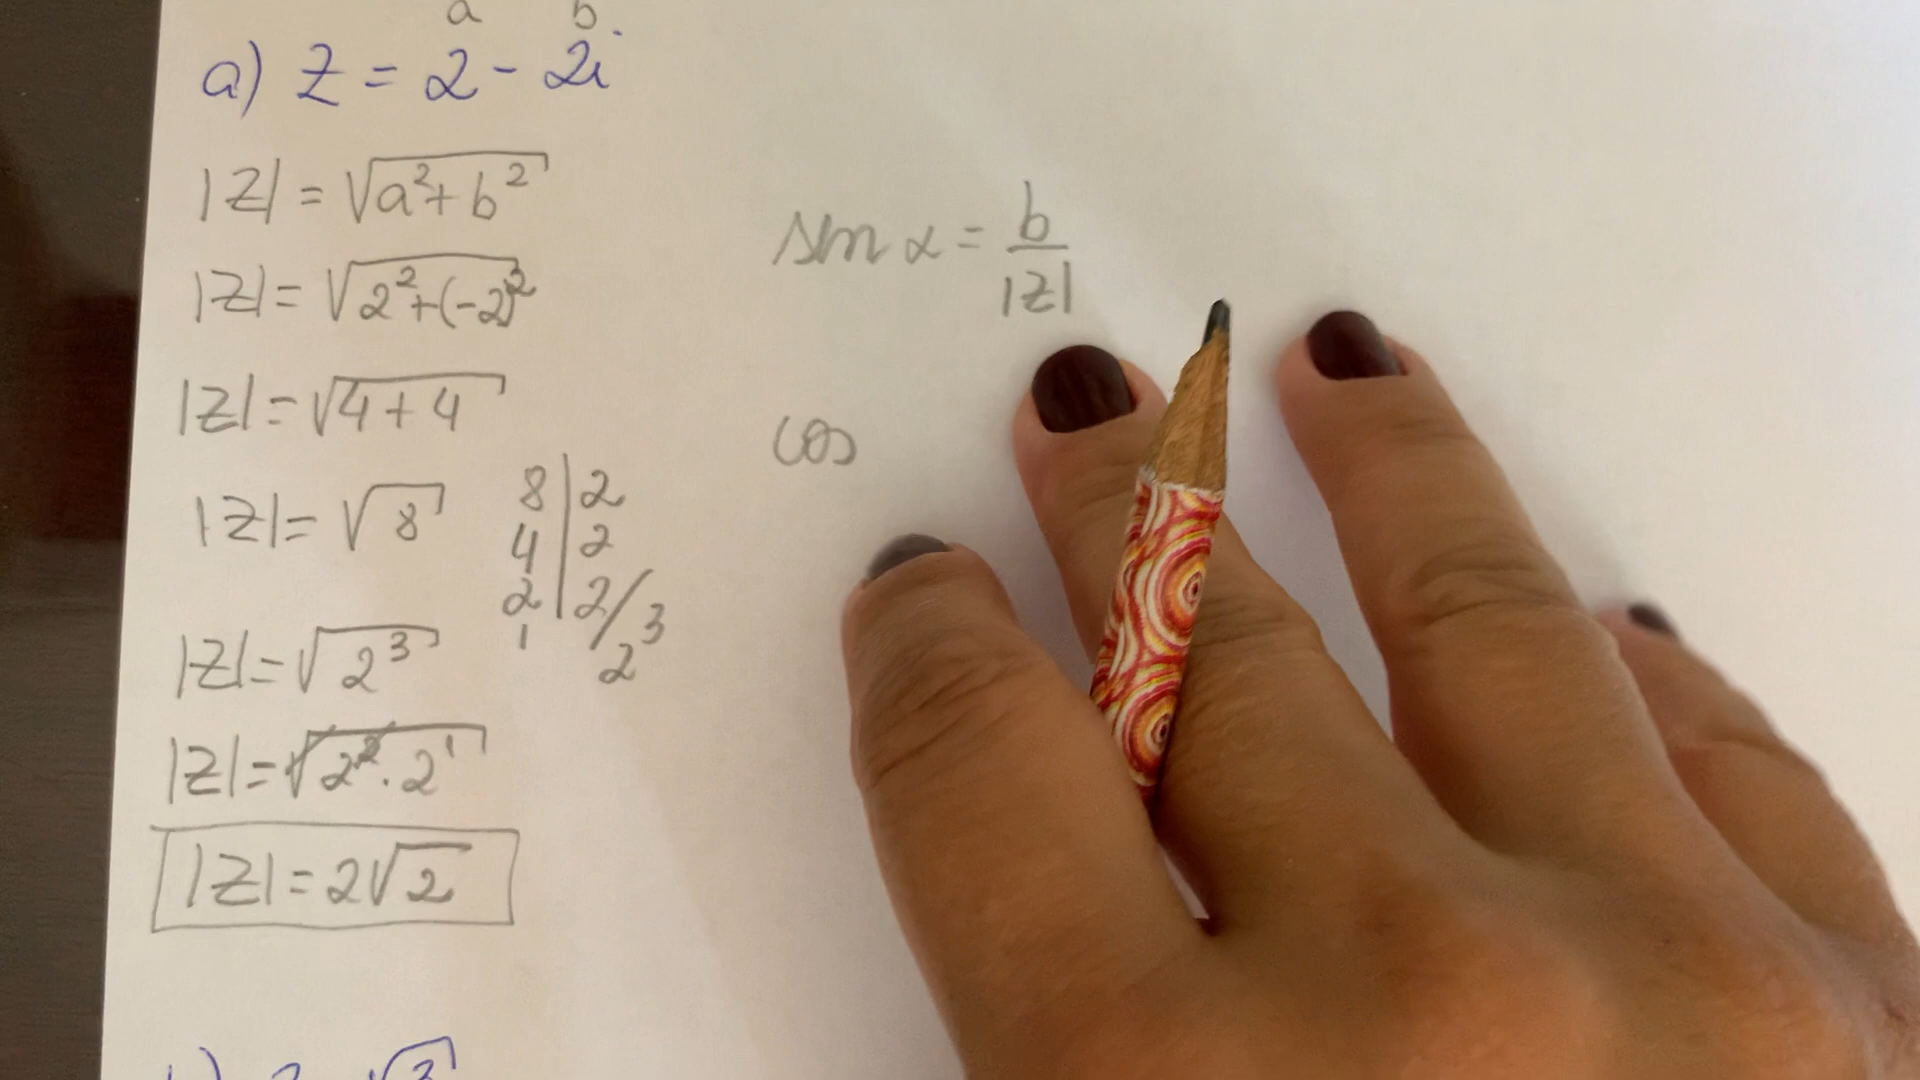 a b
a) z = 2 - 2i
|z| = √a²+b²
|z| = √2²+(-2)²
|z| = √4+4
|z| = √8
|z| = √2³
|z| = √2²·2¹
|z| = 2√2
8|2
4|2
2|2/
1 2³
sen α = b/|z|
cos